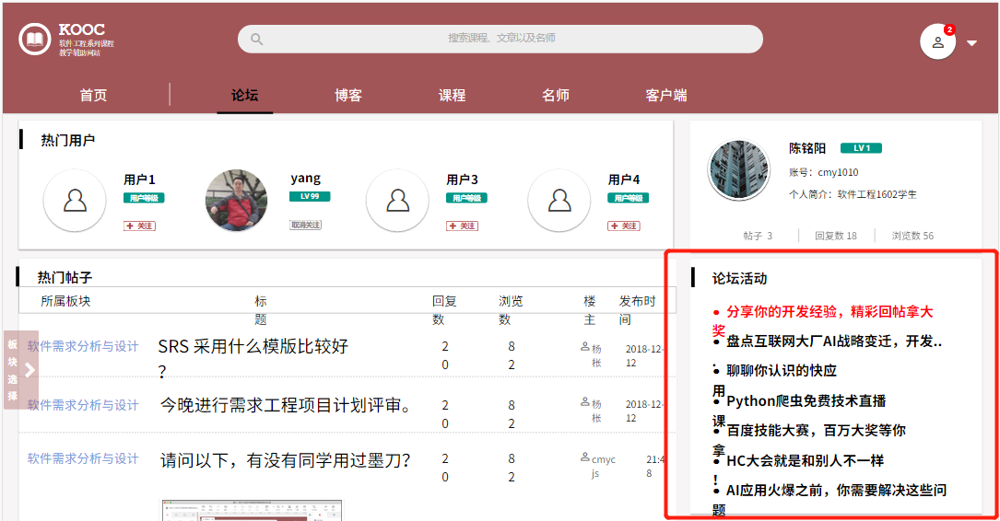 KOOC
软件工程系列课程
教学辅助网站
搜索课程、文章以及名师
2
首页
论坛
博客
课程
名师
客户端
热门用户
用户1
用户等级
+ 关注
yang
LV 99
取消关注
用户3
用户等级
+ 关注
用户4
用户等级
+ 关注
陈铭阳 LV 1
账号：cmy1010
个人简介：软件工程1602学生
帖子 3
回复数 18
浏览数 56
热门帖子
所属板块
标
题
回复
数
浏览
数
楼
主
发布时
间
板
块
选
择
软件需求分析与设计
SRS 采用什么模版比较好
？
2
0
8
2
杨
枨
2018-12-
12
软件需求分析与设计
今晚进行需求工程项目计划评审。
2
0
8
2
杨
枨
2018-12-
12
软件需求分析与设计
请问以下，有没有同学用过墨刀？
2
0
8
2
cmyc
js
21:4
8
论坛活动
• 分享你的开发经验，精彩回帖拿大
奖
• 盘点互联网大厂AI战略变迁，开发..
.
• 聊聊你认识的快应
用
• Python爬虫免费技术直播
课
• 百度技能大赛，百万大奖等你
拿
• HC大会就是和别人不一样
！
• AI应用火爆之前，你需要解决这些问
题